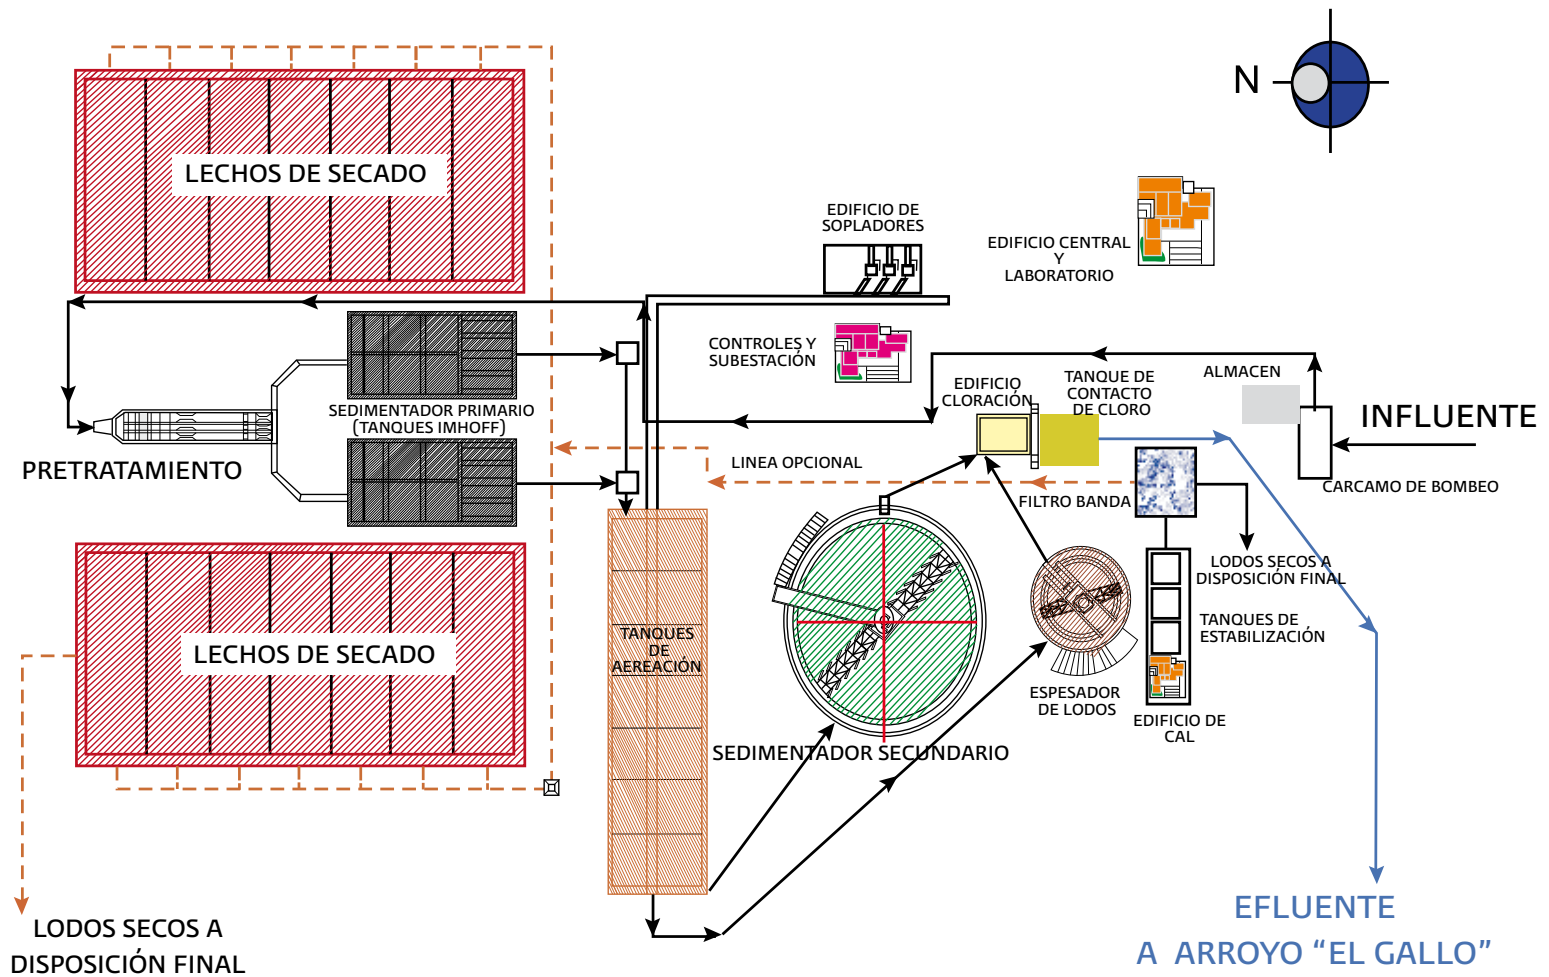 N
LECHOS DE SECADO
EDIFICIO DE
SOPLADORES
EDIFICIO CENTRAL
Y
LABORATORIO
CONTROLES Y
SUBESTACIÓN
EDIFICIO
CLORACIÓN
TANQUE DE
CONTACTO
DE CLORO
ALMACEN
INFLUENTE
CARCAMO DE BOMBEO
SEDIMENTADOR PRIMARIO
(TANQUES IMHOFF)
PRETRATAMIENTO
LINEA OPCIONAL
FILTRO BANDA
LODOS SECOS A
DISPOSICIÓN FINAL
TANQUES DE
ESTABILIZACIÓN
TANQUES
DE
AEREACIÓN
LECHOS DE SECADO
ESPESADOR
DE LODOS
EDIFICIO DE
CAL
SEDIMENTADOR SECUNDARIO
LODOS SECOS A
DISPOSICIÓN FINAL
EFLUENTE
A ARROYO “EL GALLO”